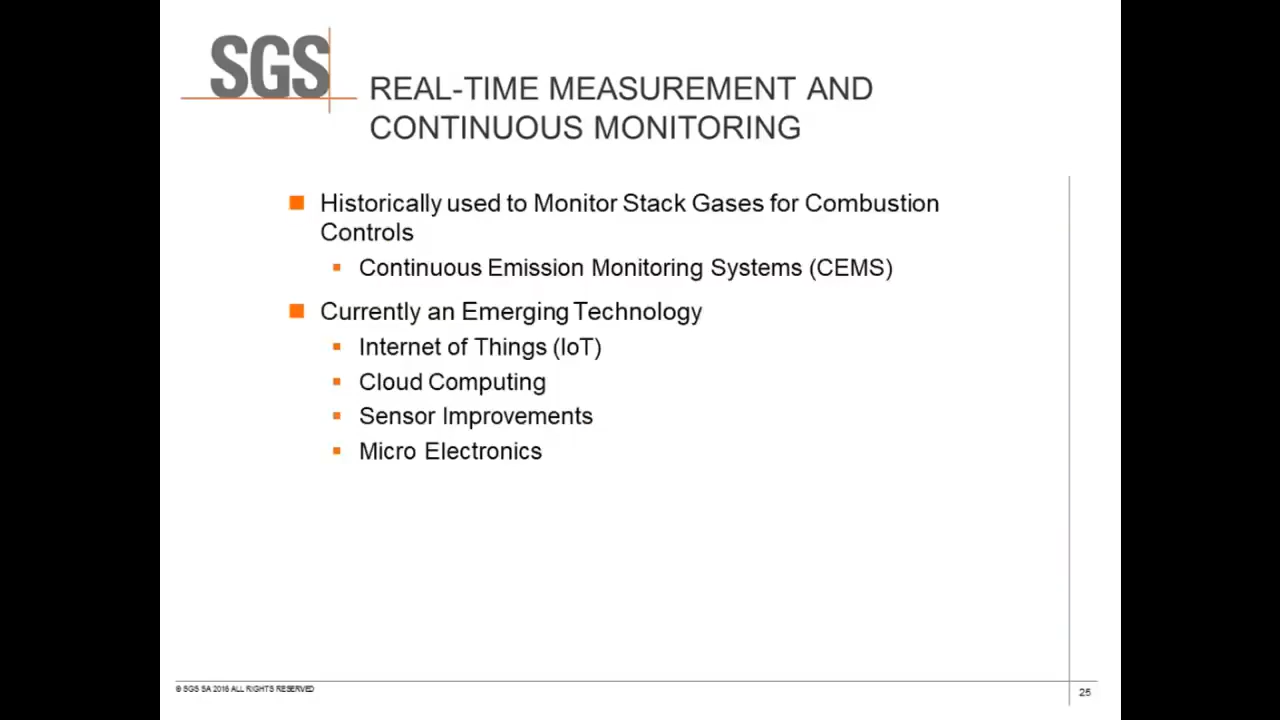 SGS
REAL-TIME MEASUREMENT AND
CONTINUOUS MONITORING
Historically used to Monitor Stack Gases for Combustion
Controls
Continuous Emission Monitoring Systems (CEMS)
Currently an Emerging Technology
Internet of Things (IoT)
Cloud Computing
Sensor Improvements
Micro Electronics
© SGS SA 2016 ALL RIGHTS RESERVED
25